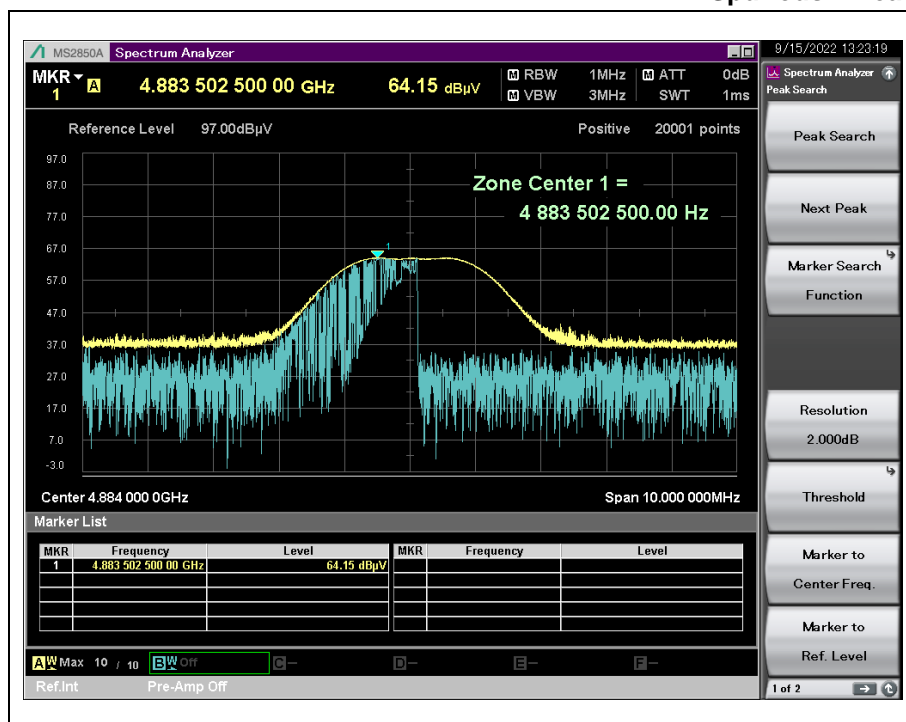 MS2850A Spectrum Analyzer 9/15/2022 13:23:19
MKR 1 A 4.883 502 500 00 GHz 64.15 dBµV
M RBW 1MHz M ATT 0dB
M VBW 3MHz SWT 1ms
Spectrum Analyzer
Peak Search
Reference Level 97.00dBµV Positive 20001 points
97.0
87.0
77.0
67.0
57.0
47.0
37.0
27.0
17.0
7.0
-3.0
Zone Center 1 =
4 883 502 500.00 Hz
1
Center 4.884 000 0GHz Span 10.000 000MHz
Marker List
MKR Frequency Level MKR Frequency Level
1 4.883 502 500 00 GHz 64.15 dBµV
A W Max 10 / 10 B W Off C - D - E - F -
Ref.Int Pre-Amp Off
Peak Search
Next Peak
Marker Search
Function
Resolution
2.000dB
Threshold
Marker to
Center Freq.
Marker to
Ref. Level
1 of 2